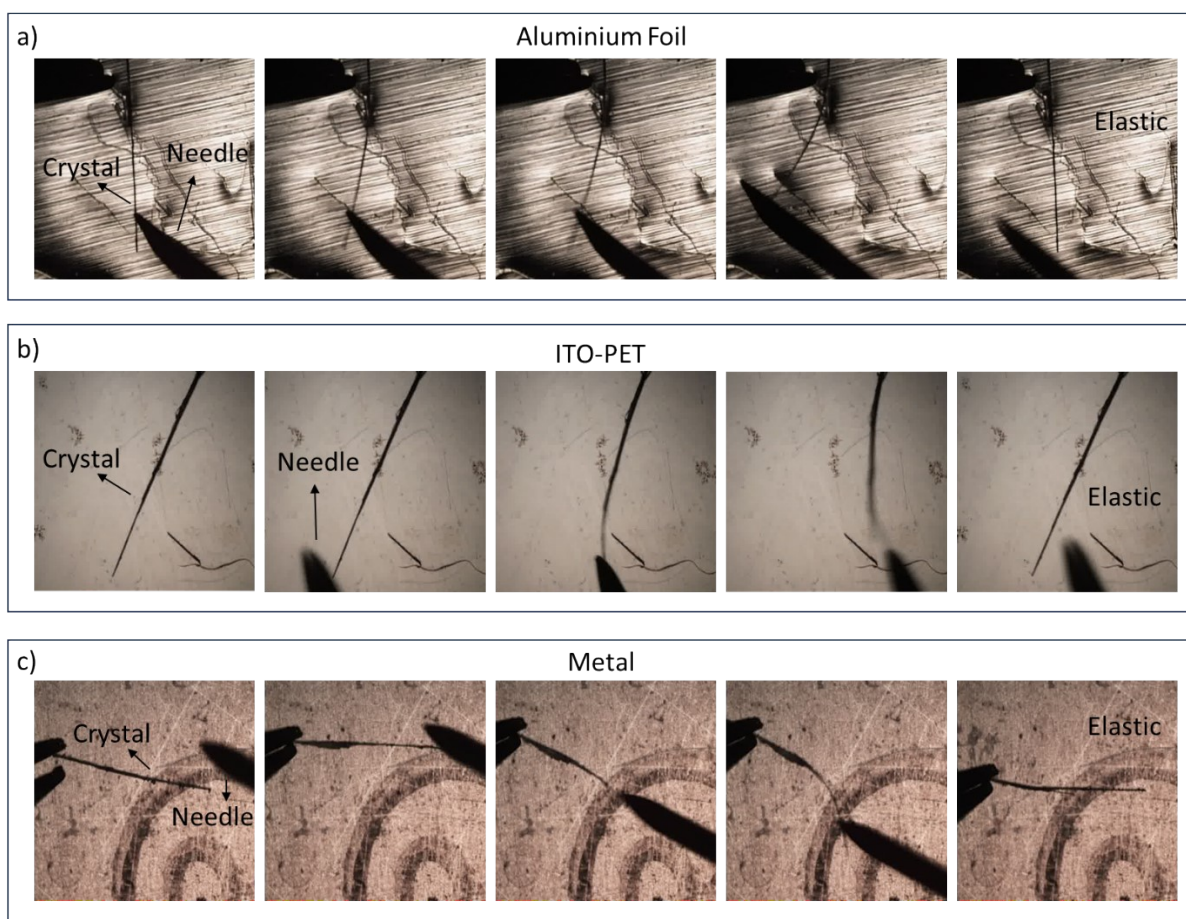 a)
Aluminium Foil
Crystal
Needle
Elastic
b)
ITO-PET
Crystal
Needle
Elastic
c)
Metal
Crystal
Needle
Elastic